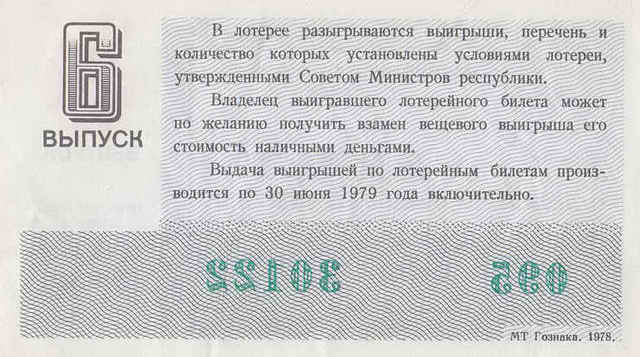 6
ВЫПУСК
В лотерее разыгрываются выигрыши, перечень и
количество которых установлены условиями лотереи,
утвержденными Советом Министров республики.
Владелец выигравшего лотерейного билета может
по желанию получить взамен вещевого выигрыша его
стоимость наличными деньгами.
Выдача выигрышей по лотерейным билетам произ-
водится по 30 июня 1979 года включительно.
МТ Гознака. 1978.